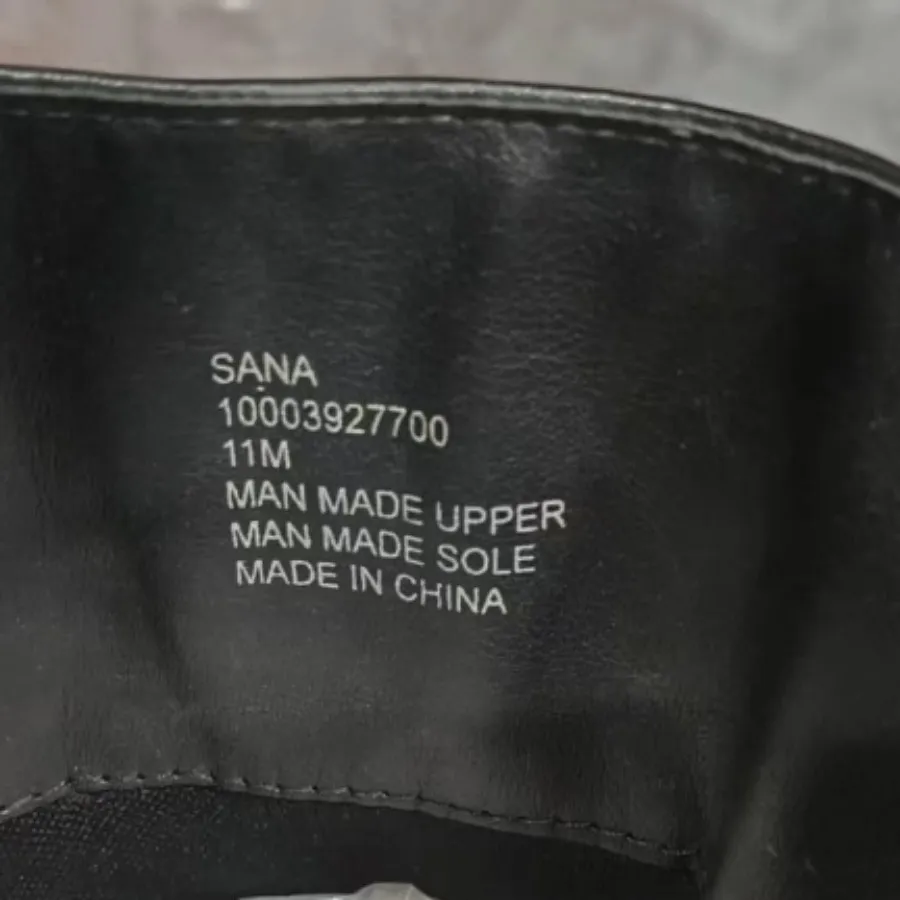 SANA
10003927700
11M
MAN MADE UPPER
MAN MADE SOLE
MADE IN CHINA